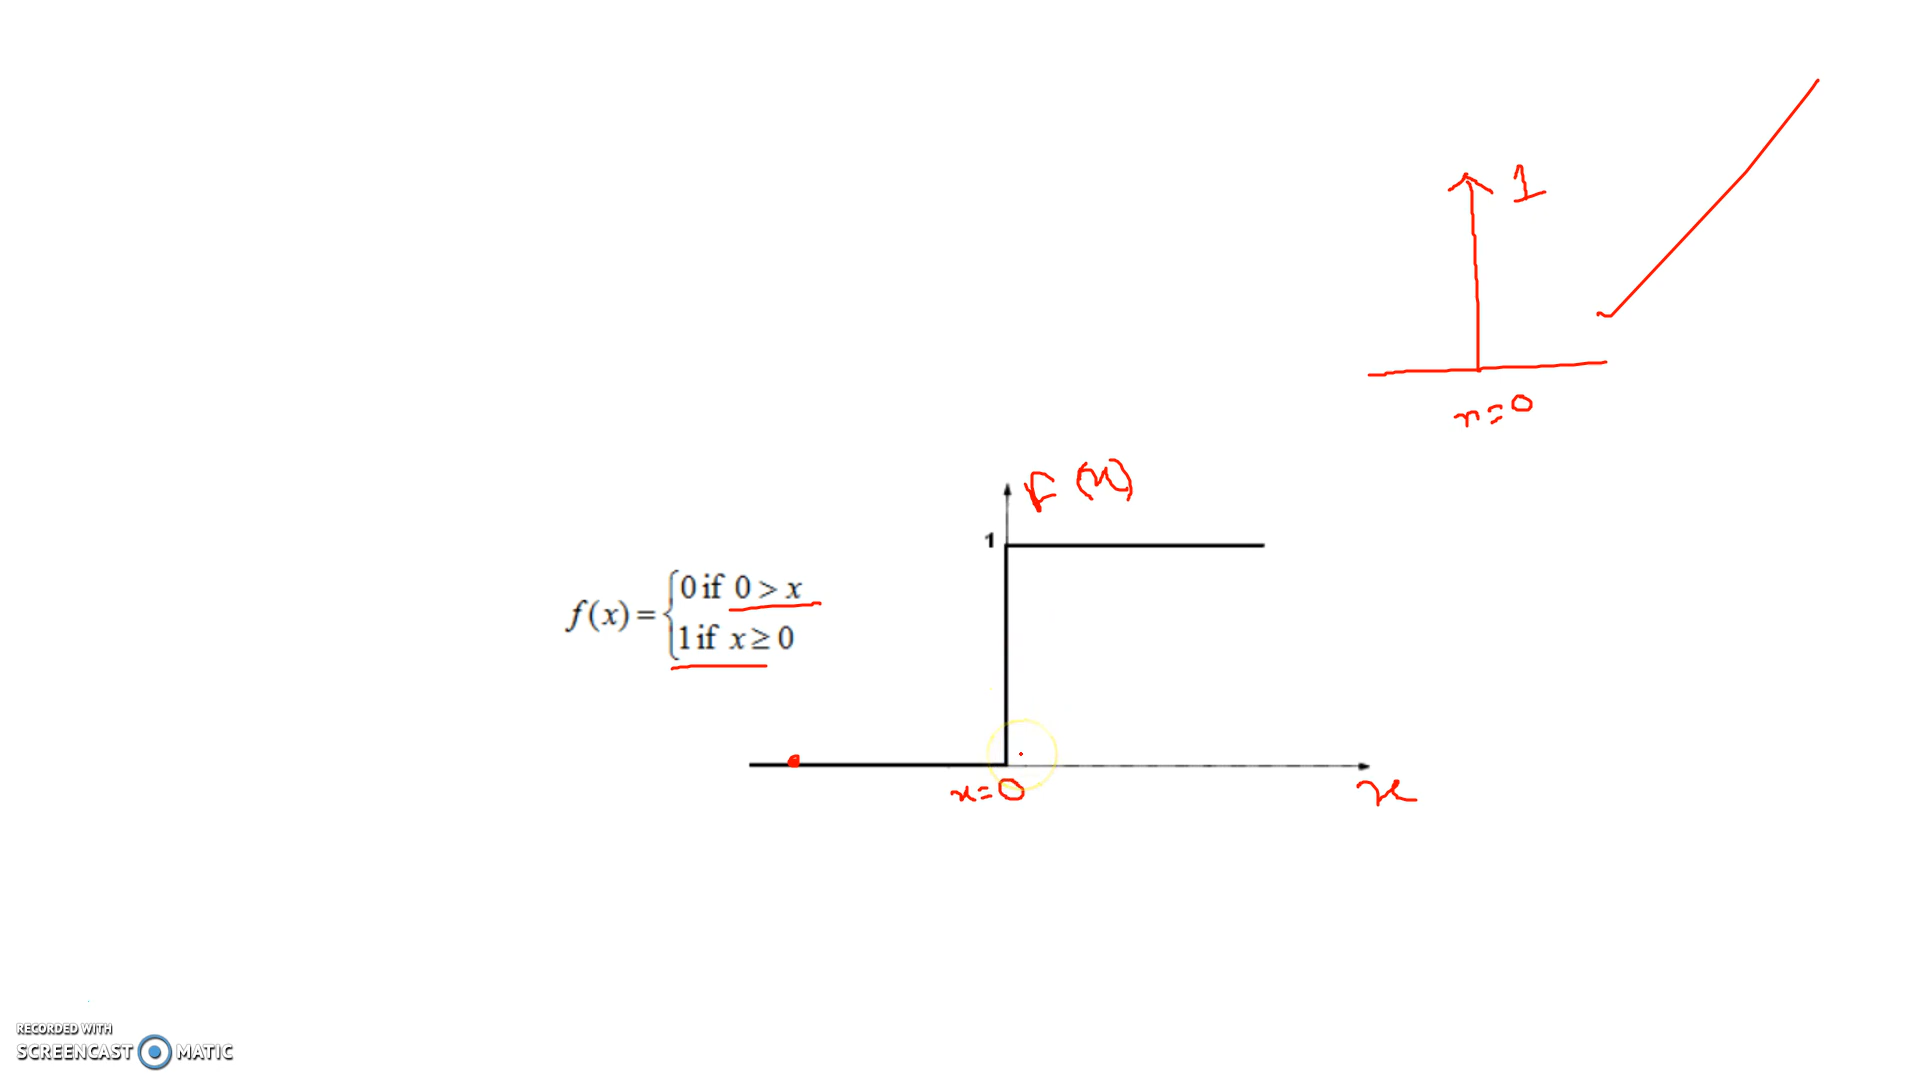 1
n=0
F (x)
1
f(x) = { 0 if 0 > x
1 if x ≥ 0
x=0
x
RECORDED WITH
SCREENCAST MATIC